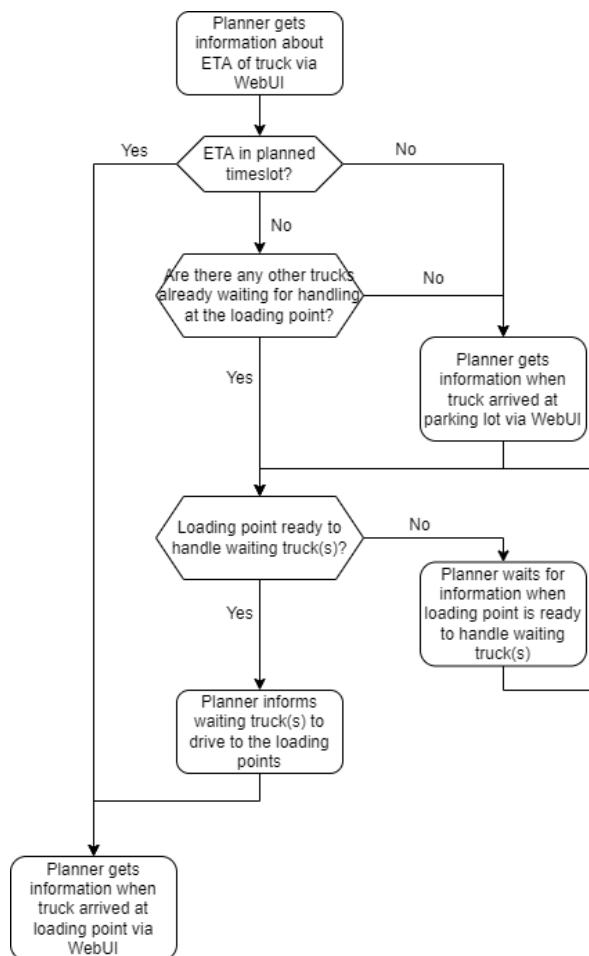 Planner gets
information about
ETA of truck via
WebUI
Yes
ETA in planned
timeslot?
No
No
Are there any other trucks
already waiting for handling
at the loading point?
No
Yes
Planner gets
information when
truck arrived at
parking lot via WebUI
Loading point ready to
handle waiting truck(s)?
No
Yes
Planner waits for
information when
loading point is ready
to handle waiting
truck(s)
Planner informs
waiting truck(s) to
drive to the loading
points
Planner gets
information when
truck arrived at
loading point via
WebUI